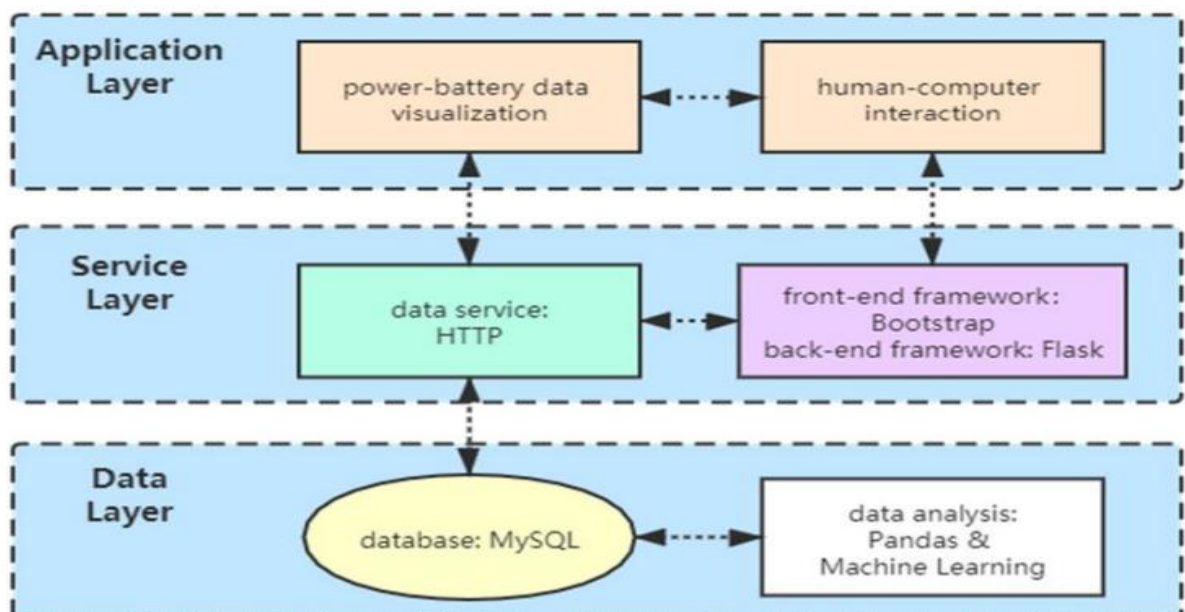 Application
Layer
power-battery data
visualization
human-computer
interaction
Service
Layer
data service:
HTTP
front-end framework:
Bootstrap
back-end framework: Flask
Data
Layer
database: MySQL
data analysis:
Pandas &
Machine Learning